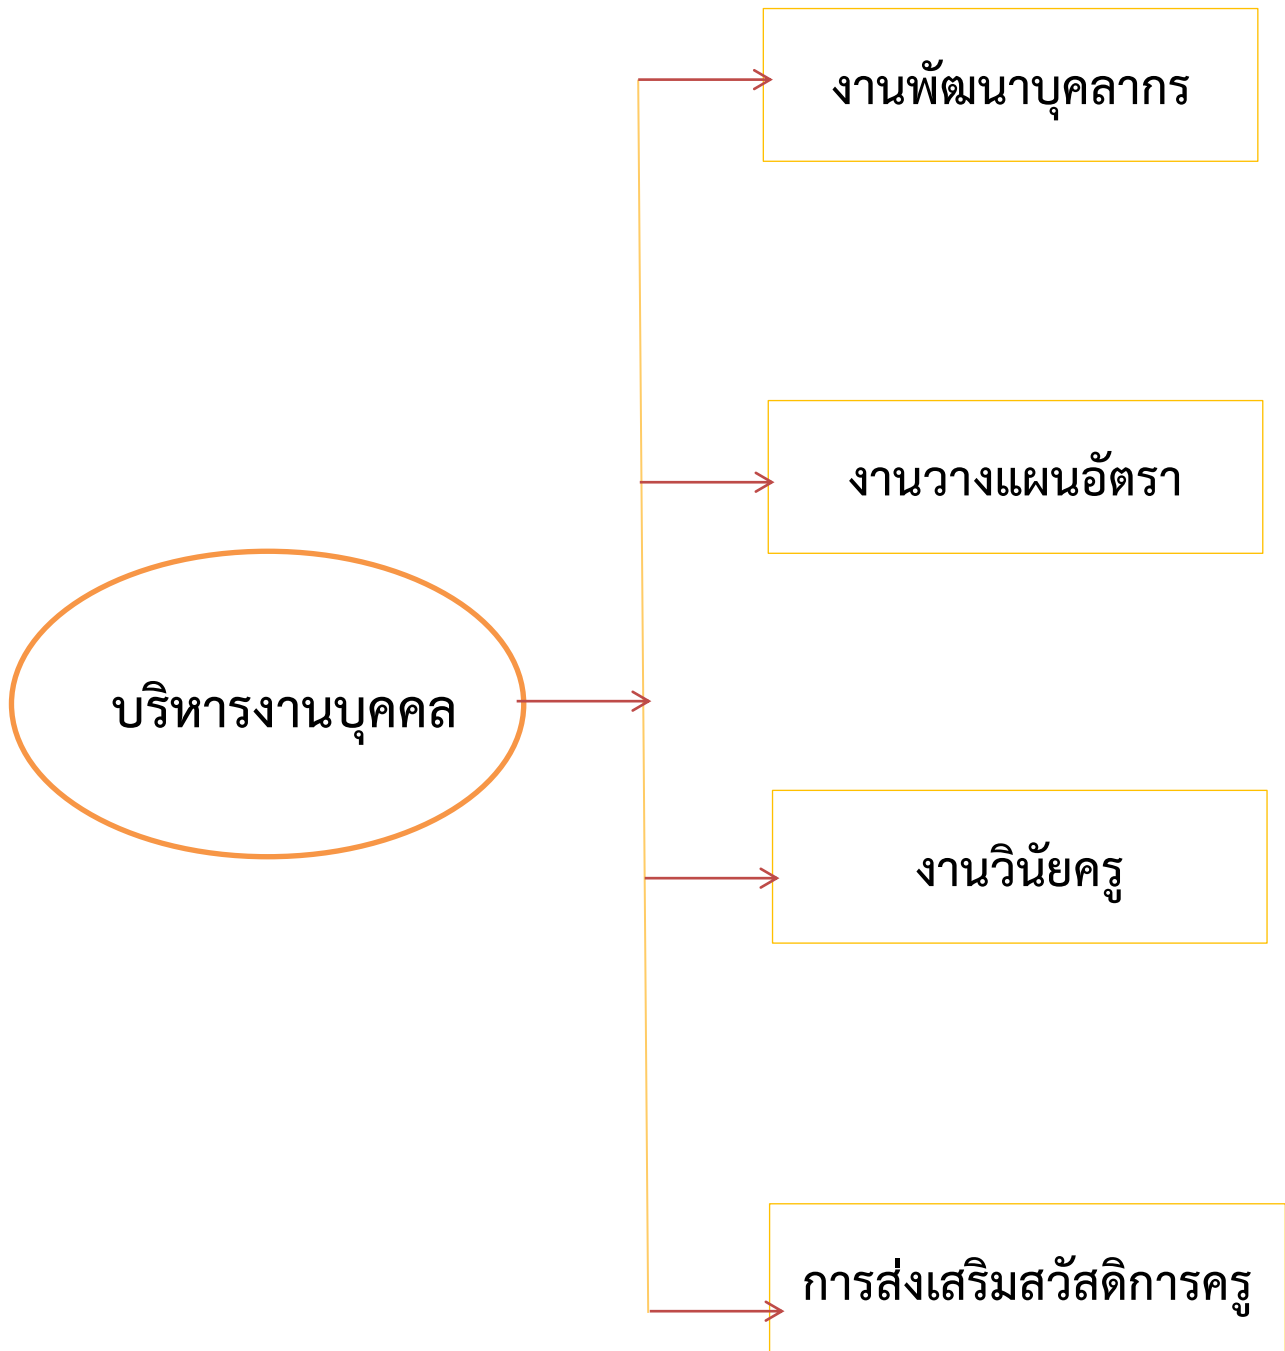 งานพัฒนาบุคลากร
งานวางแผนอัตรา
บริหารงานบุคคล
งานวินัยครู
การส่งเสริมสวัสดิการครู